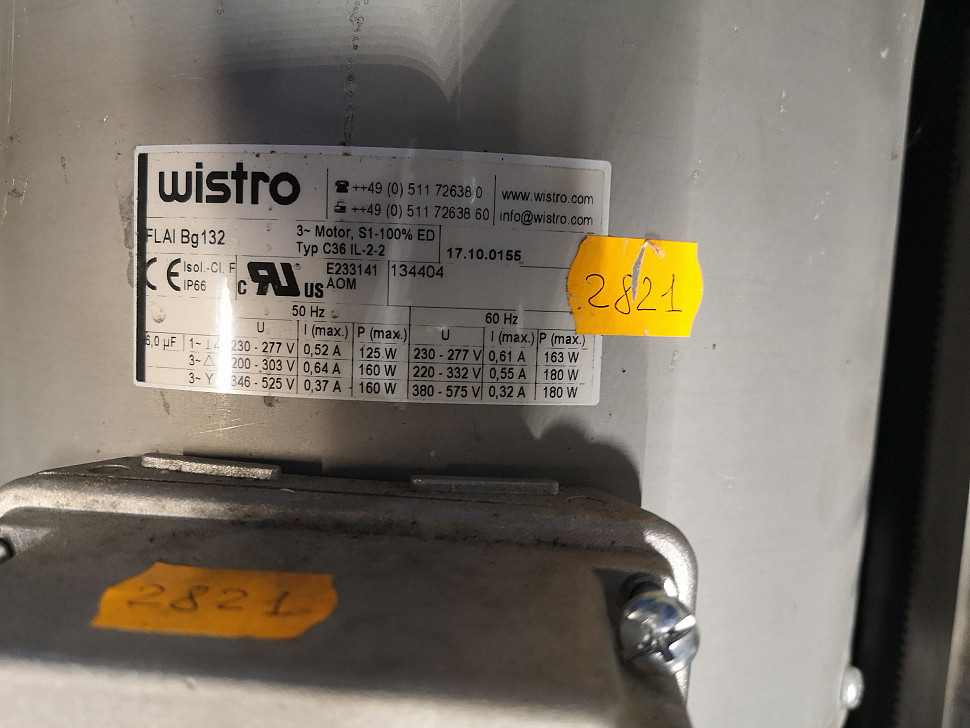 wistro
☎ ++49 (0) 511 72638 0
++49 (0) 511 72638 60
www.wistro.com
info@wistro.com
FLAI Bg132
3~ Motor, S1-100% ED
Typ C36 IL-2-2
17.10.0155
CE Isol.-Cl. F
IP66
c RU US
E233141
AOM
134404
2821
50 Hz 60 Hz
U I (max.) P (max.) U I (max.) P (max.)
6,0 µF 1~ ⊥Δ 230 - 277 V 0,52 A 125 W 230 - 277 V 0,61 A 163 W
3~ △ 200 - 303 V 0,64 A 160 W 220 - 332 V 0,55 A 180 W
3~ Y 346 - 525 V 0,37 A 160 W 380 - 575 V 0,32 A 180 W
2821